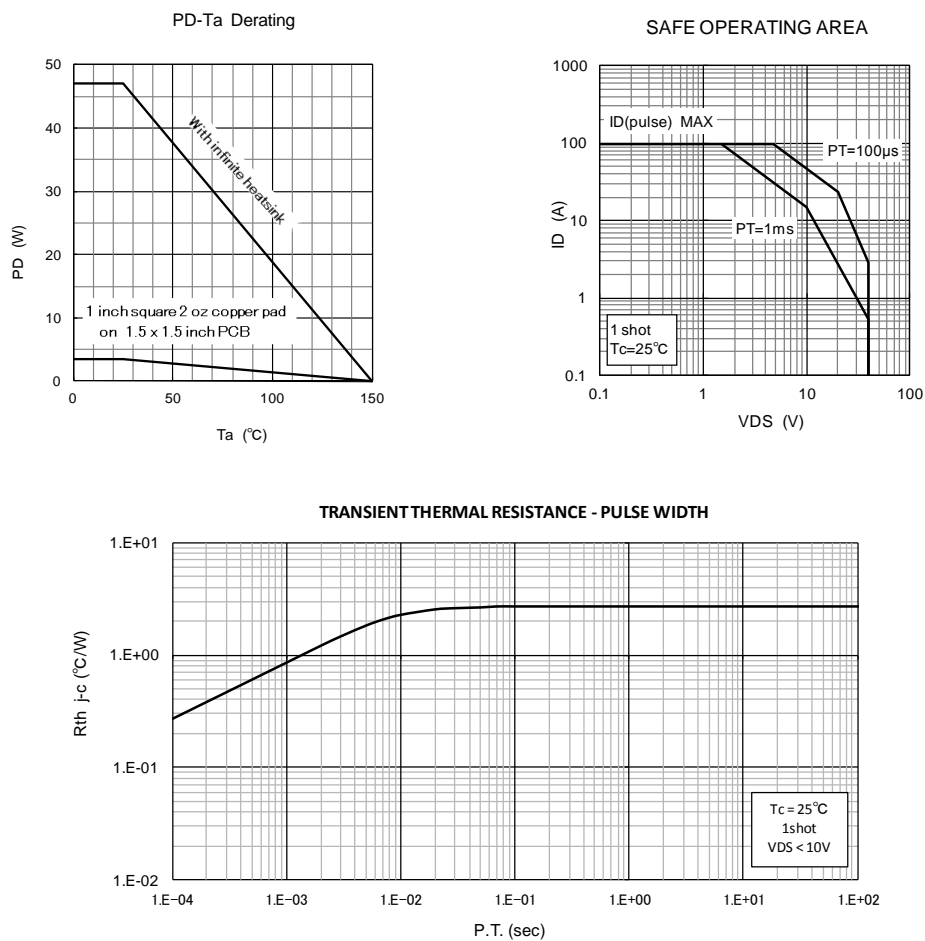 PD-Ta Derating
50
40
30
20
10
0
PD (W)
With infinite heatsink
1 inch square 2 oz copper pad
on 1.5 x 1.5 inch PCB
0 50 100 150
Ta (℃)
SAFE OPERATING AREA
1000
100
10
1
0.1
ID (A)
ID(pulse) MAX
PT=100μs
PT=1ms
1 shot
Tc=25℃
0.1 1 10 100
VDS (V)
TRANSIENT THERMAL RESISTANCE - PULSE WIDTH
1.E+01
1.E+00
1.E-01
1.E-02
Rth j-c (℃/W)
Tc = 25℃
1shot
VDS < 10V
1.E-04 1.E-03 1.E-02 1.E-01 1.E+00 1.E+01 1.E+02
P.T. (sec)